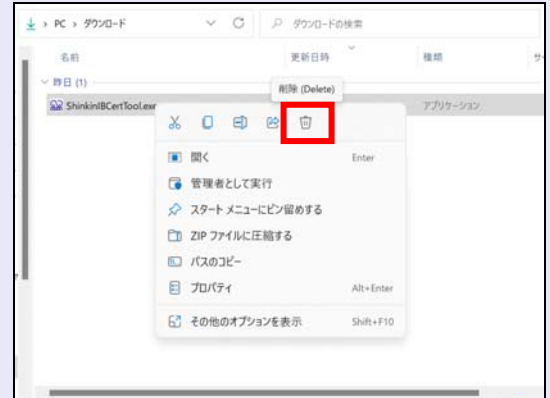 PC > ダウンロード
ダウンロードの検索
名前
更新日時
種類
昨日 (1)
削除 (Delete)
ShinkinIBCertTool.exe
アプリケーション
開く Enter
管理者として実行
スタート メニューにピン留めする
ZIP ファイルに圧縮する
パスのコピー
プロパティ Alt+Enter
その他のオプションを表示 Shift+F10